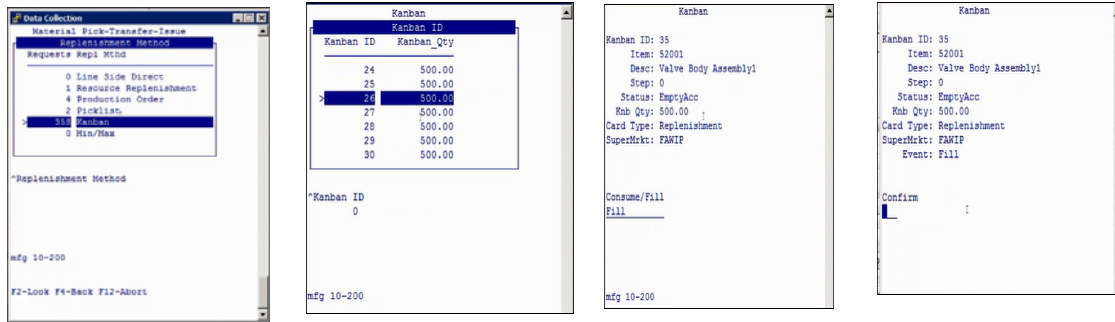 Data Collection
Material Pick-Transfer-Issue
Replenishment Method
Requests Repl Mthd
0 Line Side Direct
1 Resource Replenishment
4 Production Order
2 Picklist
> 358 Kanban
0 Min/Max
^Replenishment Method
mfg 10-200
F2-Look F4-Back F12-Abort
Kanban
Kanban ID
Kanban ID Kanban_Qty
24 500.00
25 500.00
> 26 500.00
27 500.00
28 500.00
29 500.00
30 500.00
^Kanban ID
0
mfg 10-200
Kanban
Kanban ID: 35
Item: 52001
Desc: Valve Body Assembly1
Step: 0
Status: EmptyAcc
Knb Qty: 500.00
Card Type: Replenishment
SuperMrkt: FAWIP
Consume/Fill
Fill
mfg 10-200
Kanban
Kanban ID: 35
Item: 52001
Desc: Valve Body Assembly1
Step: 0
Status: EmptyAcc
Knb Qty: 500.00
Card Type: Replenishment
SuperMrkt: FAWIP
Event: Fill
Confirm